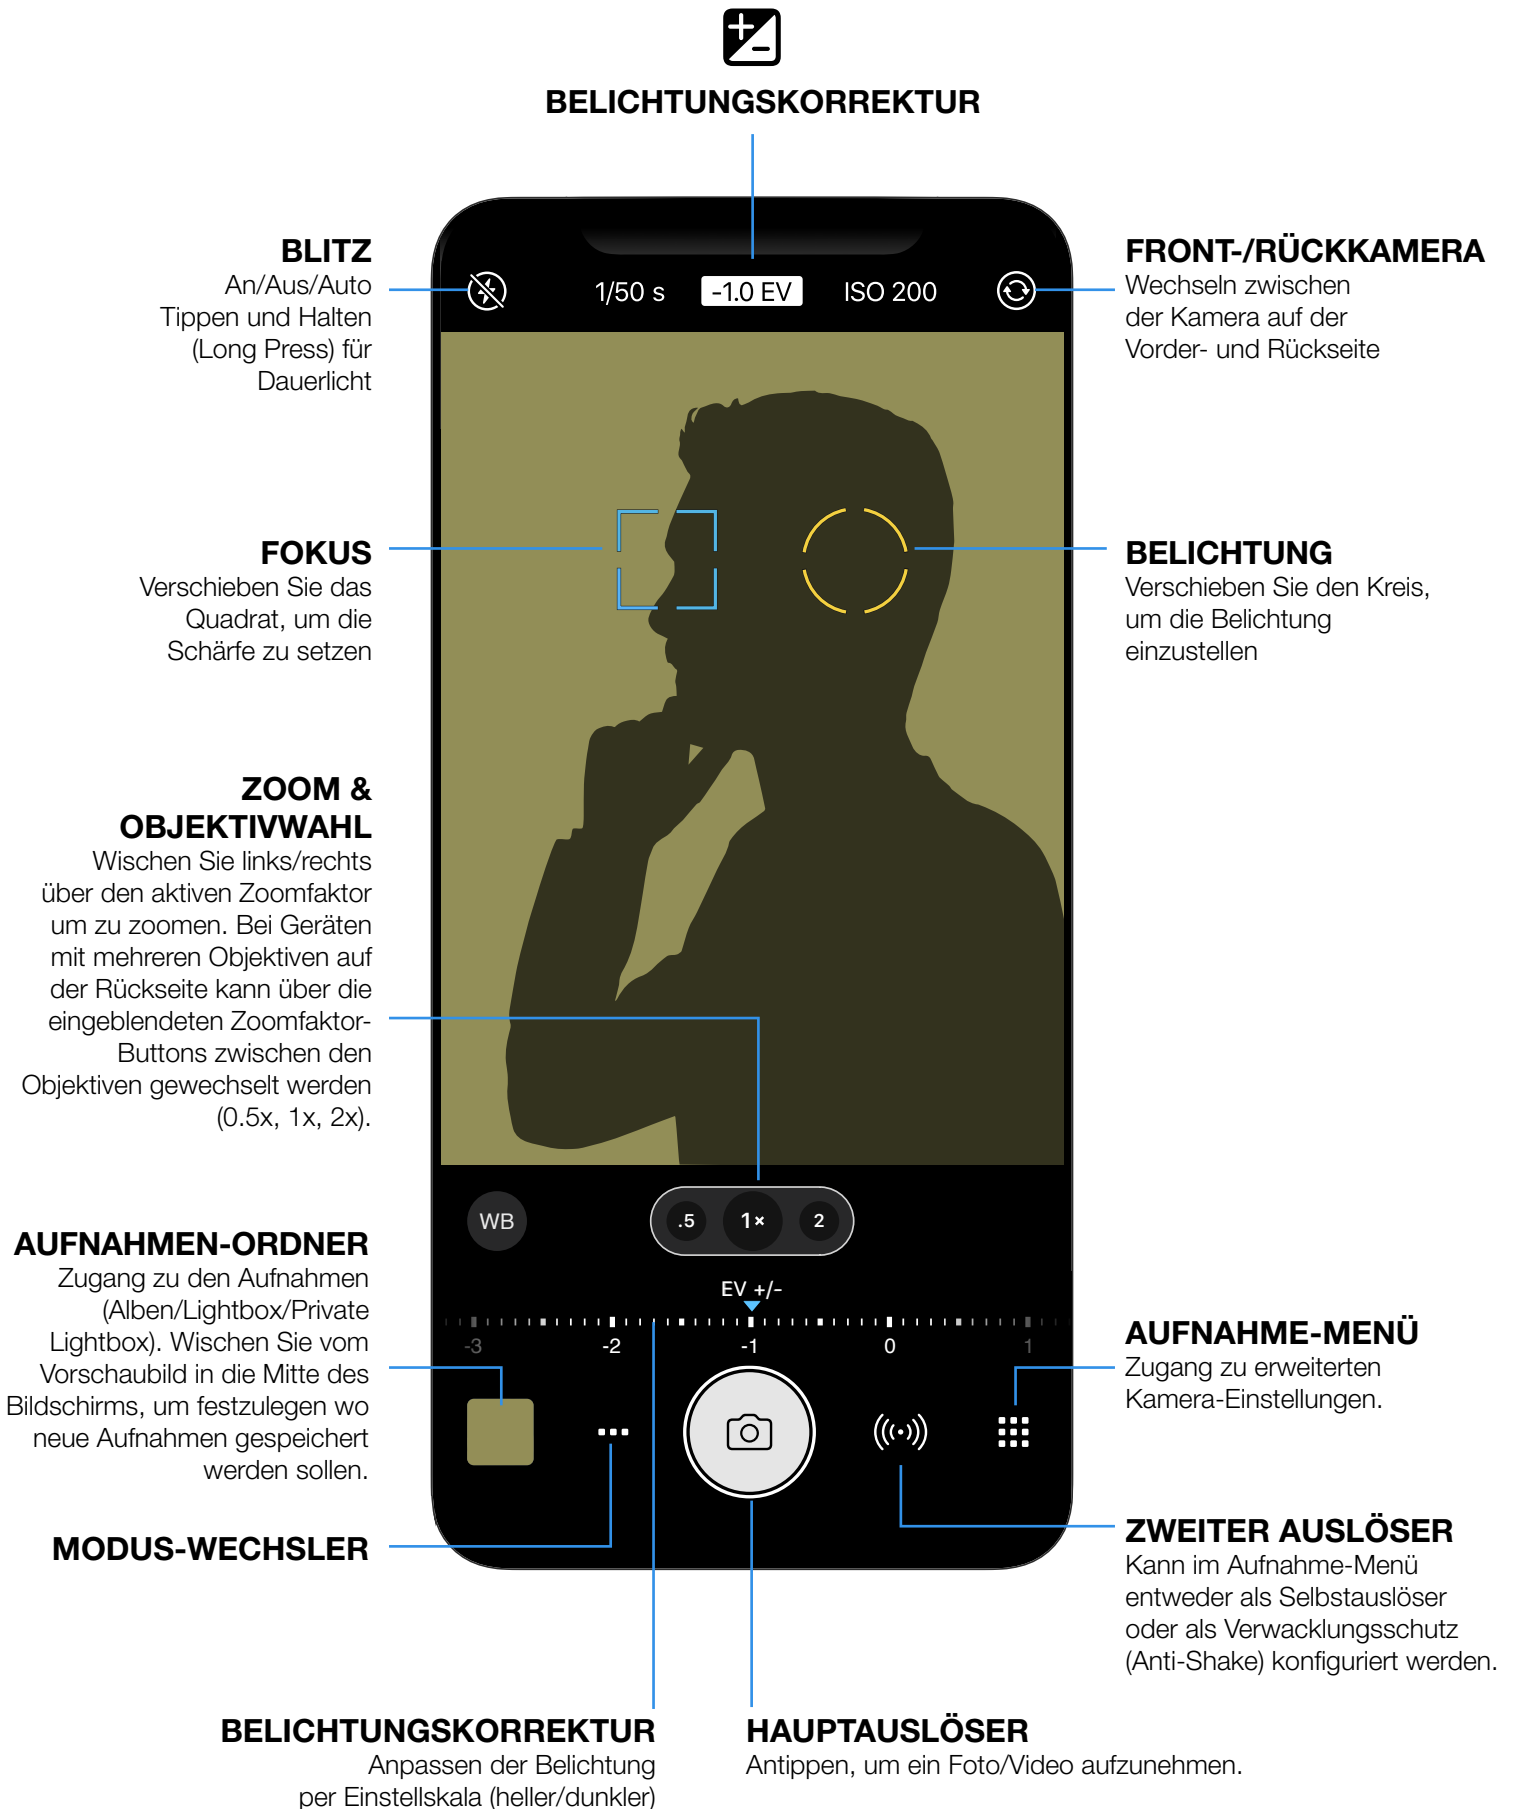 BELICHTUNGSKORREKTUR
BLITZ
An/Aus/Auto
Tippen und Halten
(Long Press) für
Dauerlicht
1/50 s
-1.0 EV
ISO 200
FRONT-/RÜCKKAMERA
Wechseln zwischen
der Kamera auf der
Vorder- und Rückseite
FOKUS
Verschieben Sie das
Quadrat, um die
Schärfe zu setzen
BELICHTUNG
Verschieben Sie den Kreis,
um die Belichtung
einzustellen
ZOOM &
OBJEKTIVWAHL
Wischen Sie links/rechts
über den aktiven Zoomfaktor
um zu zoomen. Bei Geräten
mit mehreren Objektiven auf
der Rückseite kann über die
eingeblendeten Zoomfaktor-
Buttons zwischen den
Objektiven gewechselt werden
(0.5x, 1x, 2x).
WB
.5
1×
2
AUFNAHMEN-ORDNER
Zugang zu den Aufnahmen
(Alben/Lightbox/Private
Lightbox). Wischen Sie vom
Vorschaubild in die Mitte des
Bildschirms, um festzulegen wo
neue Aufnahmen gespeichert
werden sollen.
EV +/-
-3
-2
-1
0
1
AUFNAHME-MENÜ
Zugang zu erweiterten
Kamera-Einstellungen.
MODUS-WECHSLER
ZWEITER AUSLÖSER
Kann im Aufnahme-Menü
entweder als Selbstauslöser
oder als Verwacklungsschutz
(Anti-Shake) konfiguriert werden.
BELICHTUNGSKORREKTUR
Anpassen der Belichtung
per Einstellskala (heller/dunkler)
HAUPTAUSLÖSER
Antippen, um ein Foto/Video aufzunehmen.